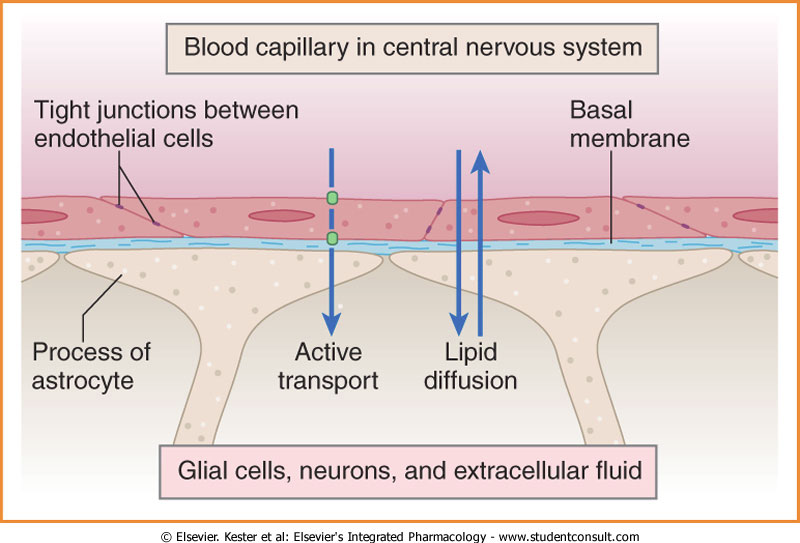 Blood capillary in central nervous system
Tight junctions between
endothelial cells
Basal
membrane
Process of
astrocyte
Active
transport
Lipid
diffusion
Glial cells, neurons, and extracellular fluid
© Elsevier. Kester et al: Elsevier's Integrated Pharmacology - www.studentconsult.com